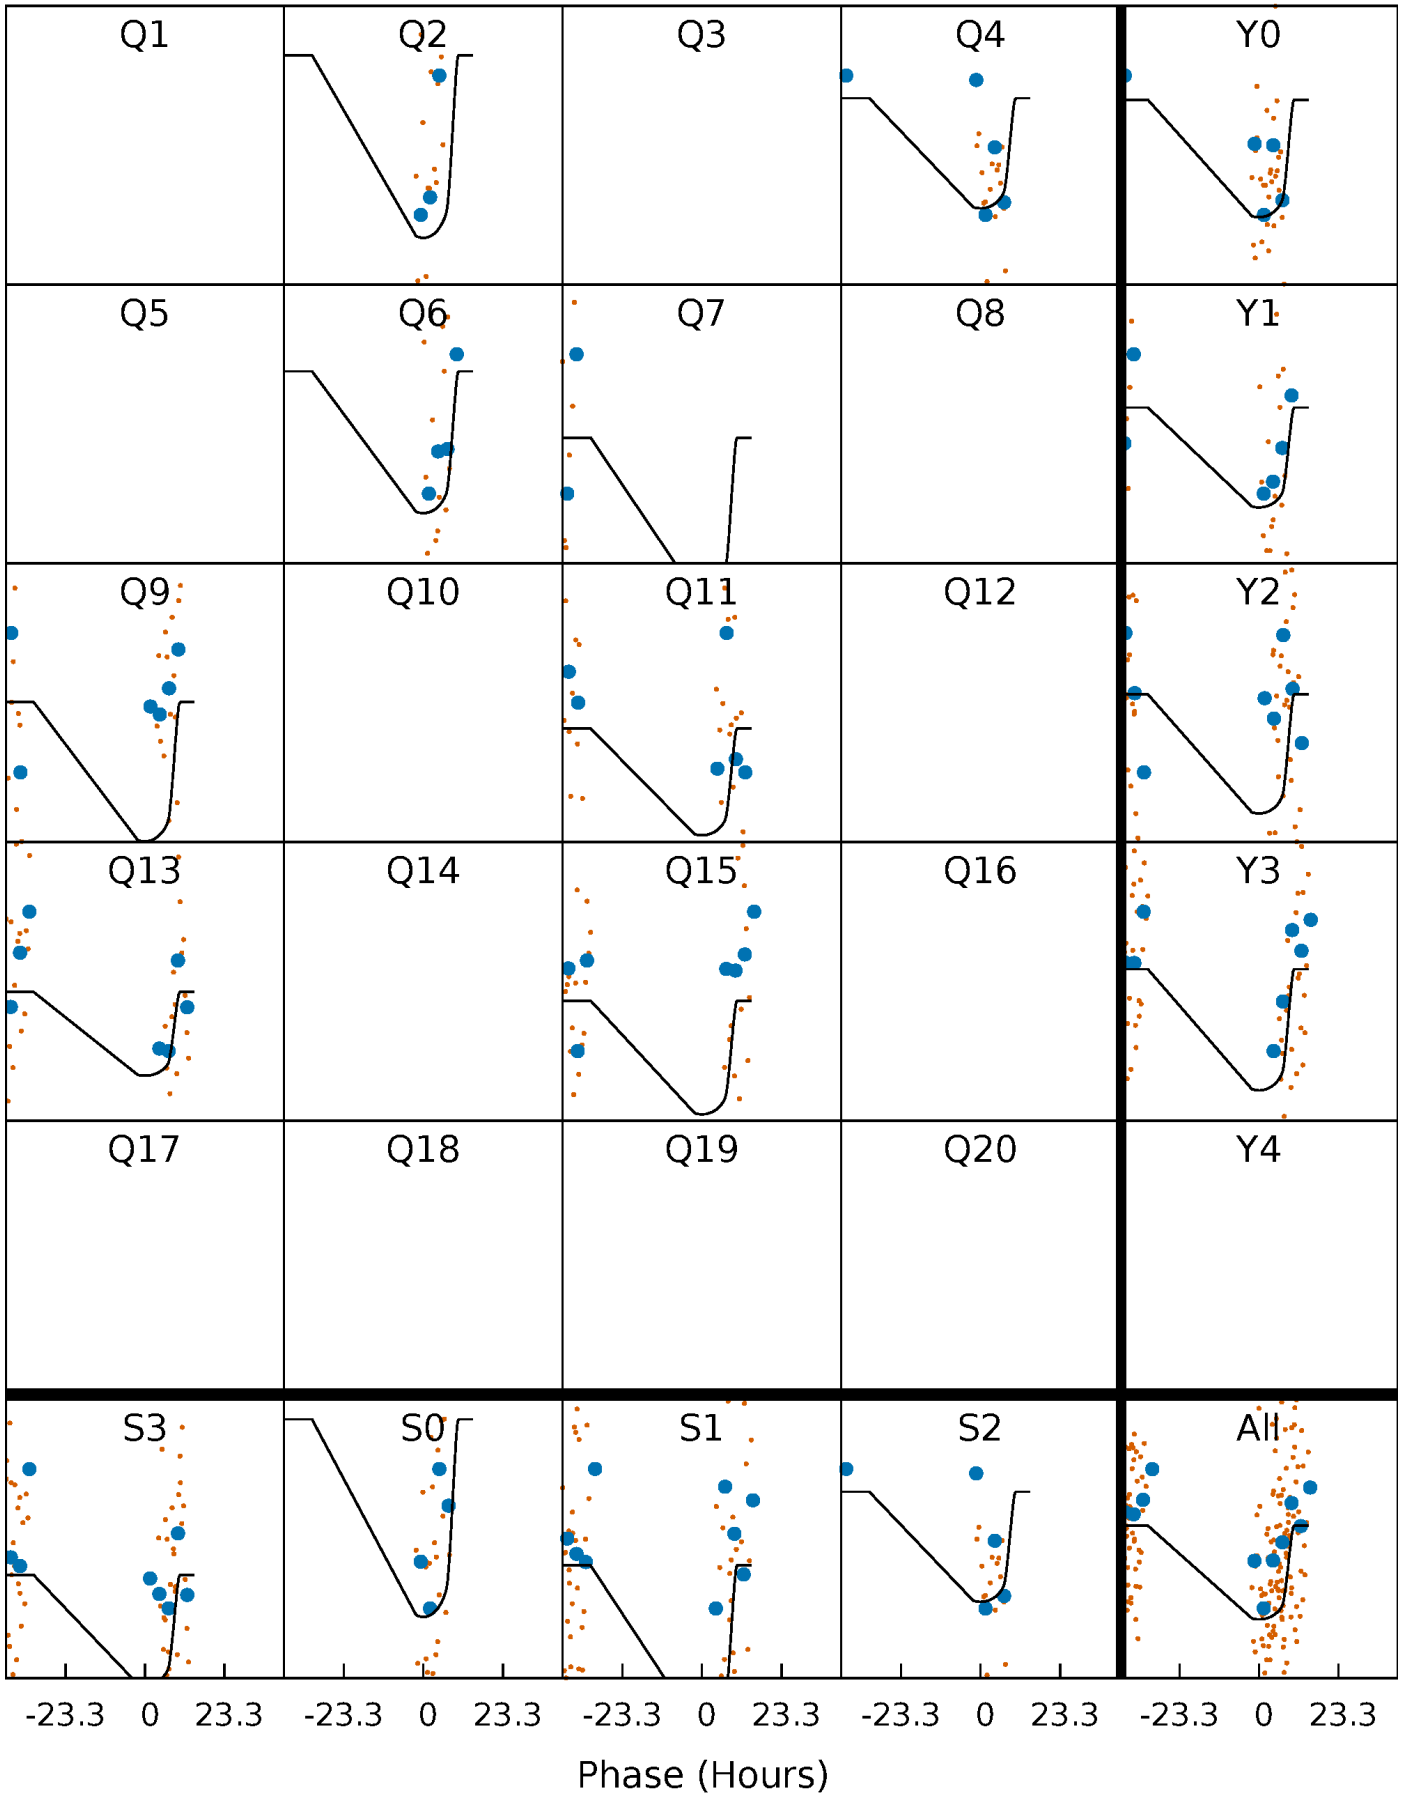 Q1 Q2 Q3 Q4 Y0
Q5 Q6 Q7 Q8 Y1
Q9 Q10 Q11 Q12 Y2
Q13 Q14 Q15 Q16 Y3
Q17 Q18 Q19 Q20 Y4
S3 S0 S1 S2 All
-23.3 0 23.3 -23.3 0 23.3 -23.3 0 23.3 -23.3 0 23.3 -23.3 0 23.3
Phase (Hours)